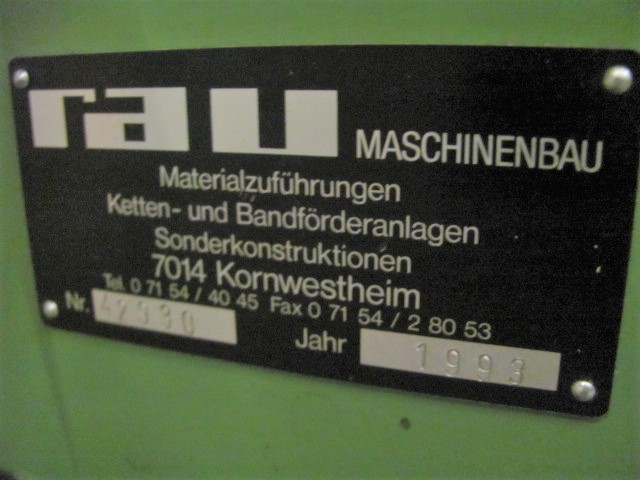 rau MASCHINENBAU
Materialzuführungen
Ketten- und Bandförderanlagen
Sonderkonstruktionen
7014 Kornwestheim
Tel. 0 71 54 / 40 45 Fax 0 71 54 / 2 80 53
Nr. 49930
Jahr 1993